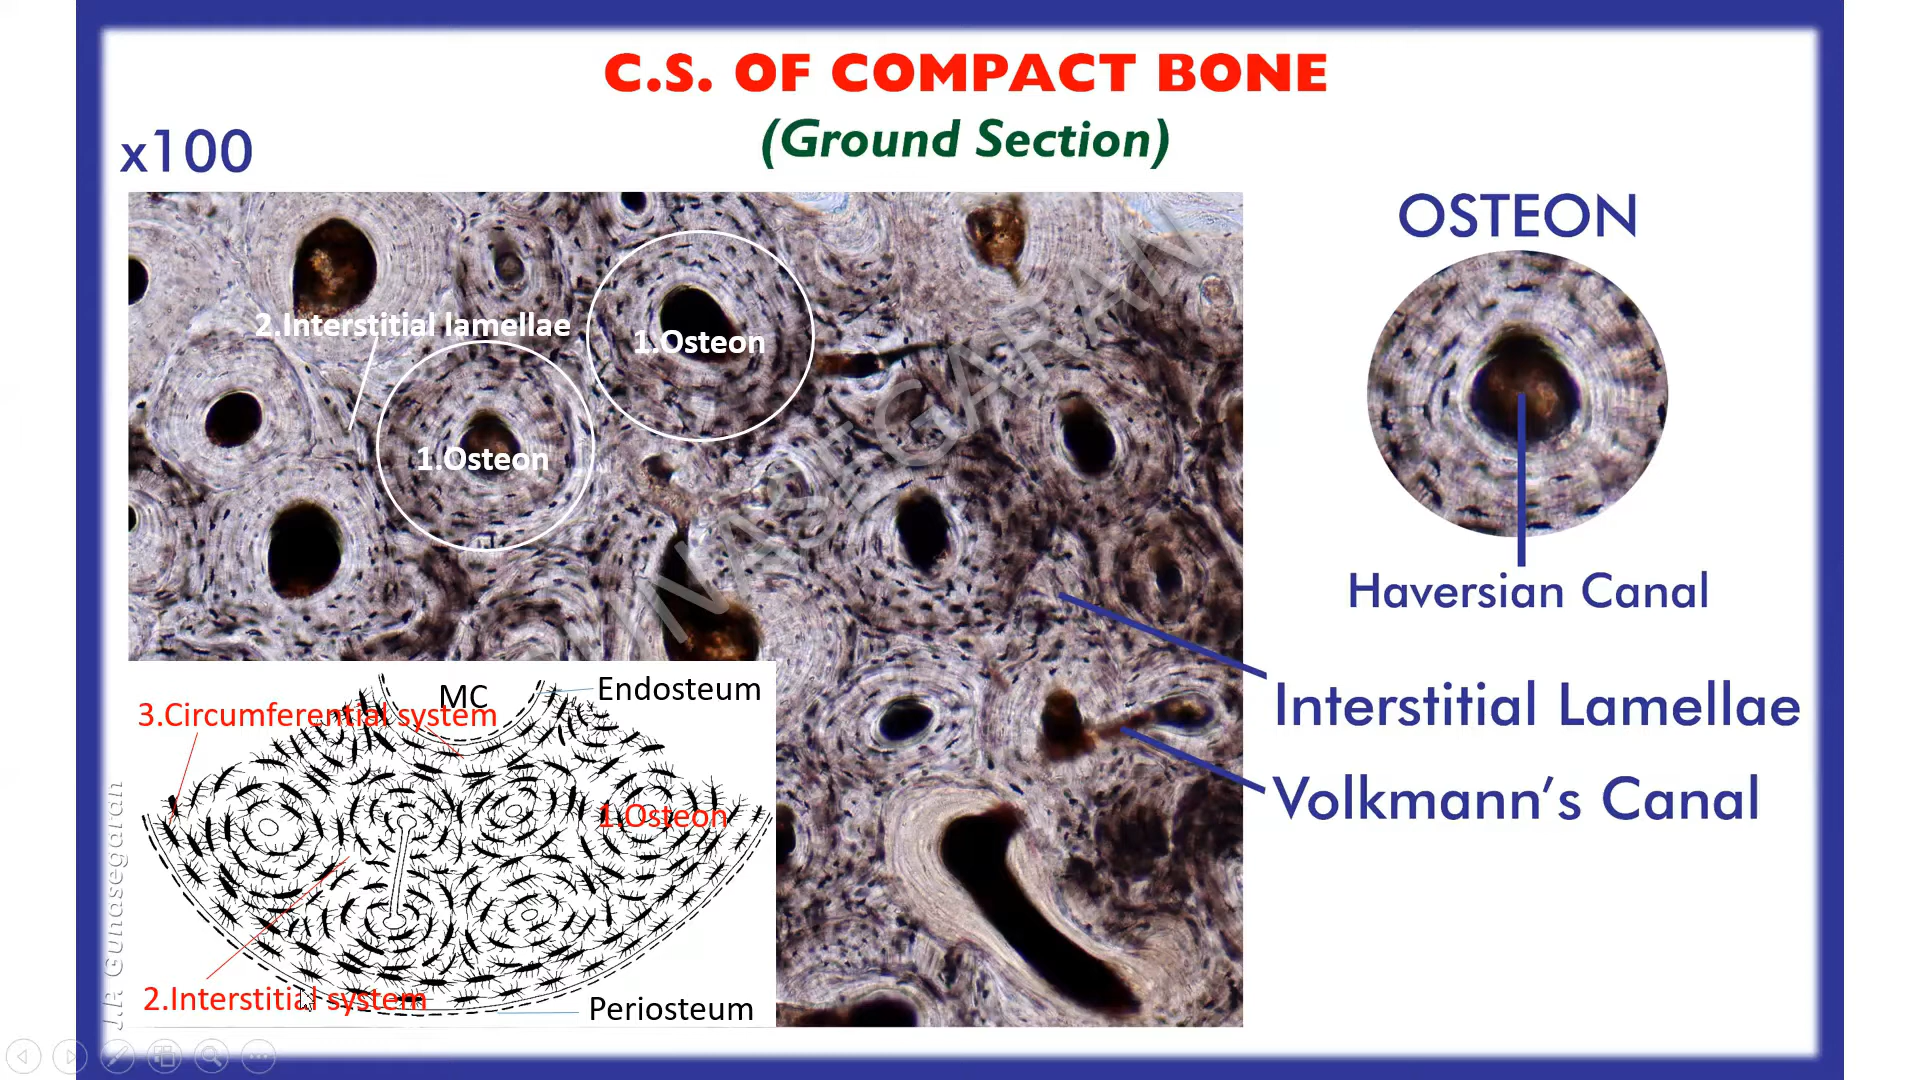 C.S. OF COMPACT BONE
(Ground Section)
x100
OSTEON
2.Interstitial lamellae
1.Osteon
1.Osteon
Haversian Canal
Interstitial Lamellae
Volkmann's Canal
MC
Endosteum
3.Circumferential system
1.Osteon
2.Interstitial system
Periosteum
J.R Gunasegaran